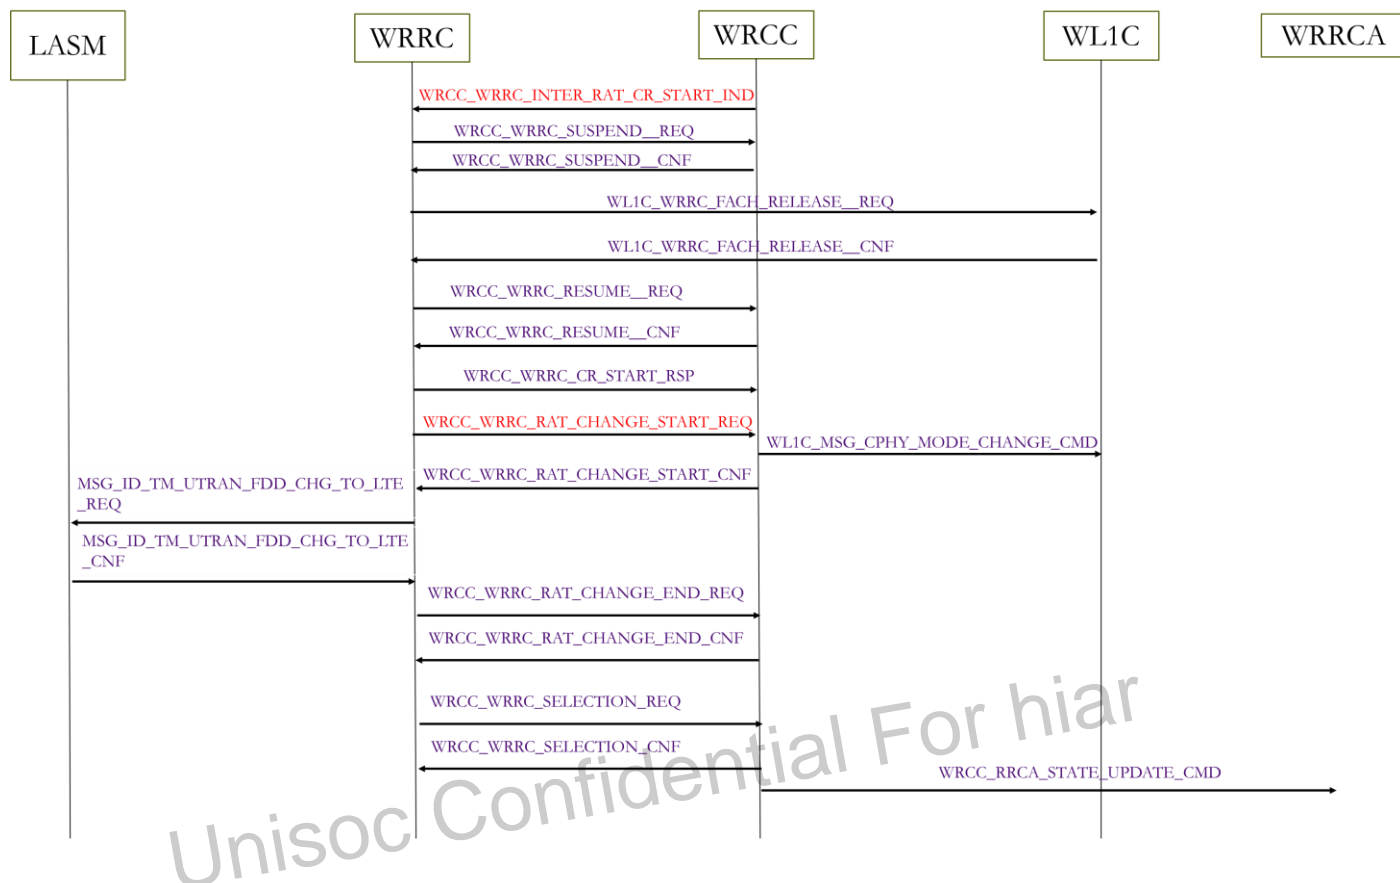 LASM
WRRC
WRCC
WL1C
WRRCA
WRCC_WRRC_INTER_RAT_CR_START_IND
WRCC_WRRC_SUSPEND__REQ
WRCC_WRRC_SUSPEND__CNF
WL1C_WRRC_FACH_RELEASE__REQ
WL1C_WRRC_FACH_RELEASE__CNF
WRCC_WRRC_RESUME__REQ
WRCC_WRRC_RESUME__CNF
WRCC_WRRC_CR_START_RSP
WRCC_WRRC_RAT_CHANGE_START_REQ
WL1C_MSG_CPHY_MODE_CHANGE_CMD
WRCC_WRRC_RAT_CHANGE_START_CNF
MSG_ID_TM_UTRAN_FDD_CHG_TO_LTE
_REQ
MSG_ID_TM_UTRAN_FDD_CHG_TO_LTE
_CNF
WRCC_WRRC_RAT_CHANGE_END_REQ
WRCC_WRRC_RAT_CHANGE_END_CNF
WRCC_WRRC_SELECTION_REQ
WRCC_WRRC_SELECTION_CNF
WRCC_RRCA_STATE_UPDATE_CMD
Unisoc Confidential For hiar